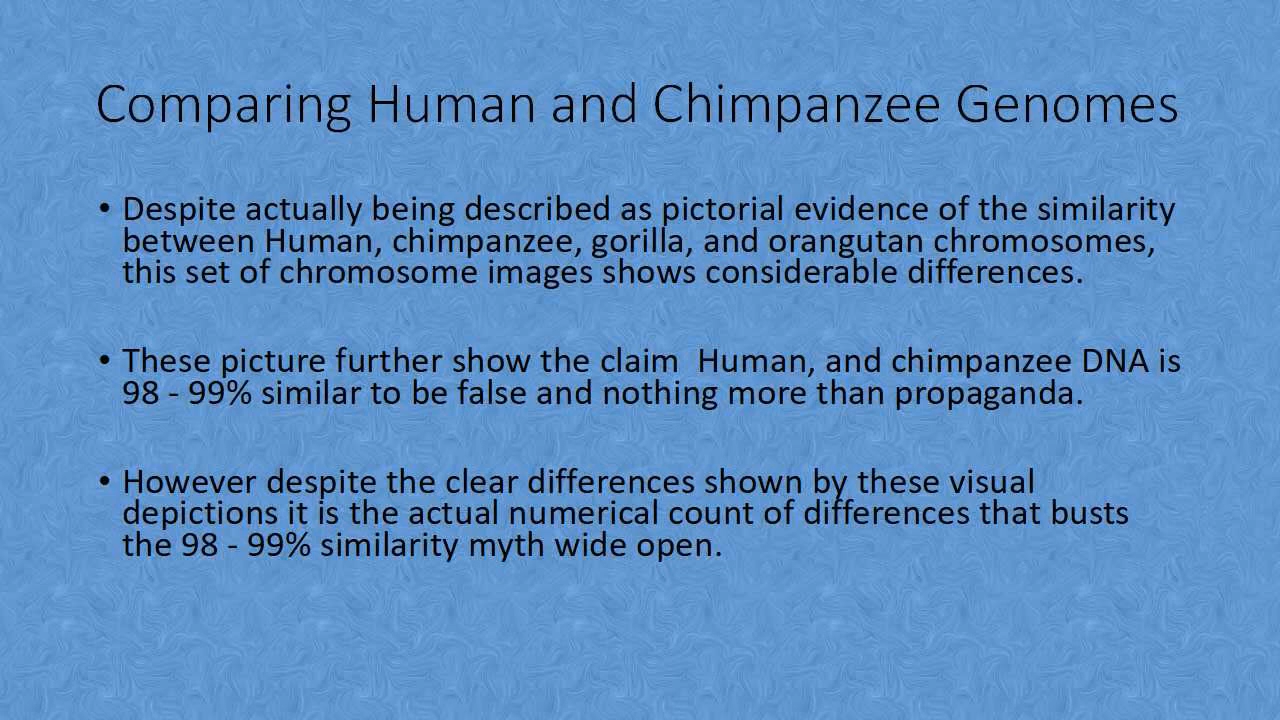 Comparing Human and Chimpanzee Genomes
• Despite actually being described as pictorial evidence of the similarity
between Human, chimpanzee, gorilla, and orangutan chromosomes,
this set of chromosome images shows considerable differences.
• These picture further show the claim  Human, and chimpanzee DNA is
98 - 99% similar to be false and nothing more than propaganda.
• However despite the clear differences shown by these visual
depictions it is the actual numerical count of differences that busts
the 98 - 99% similarity myth wide open.